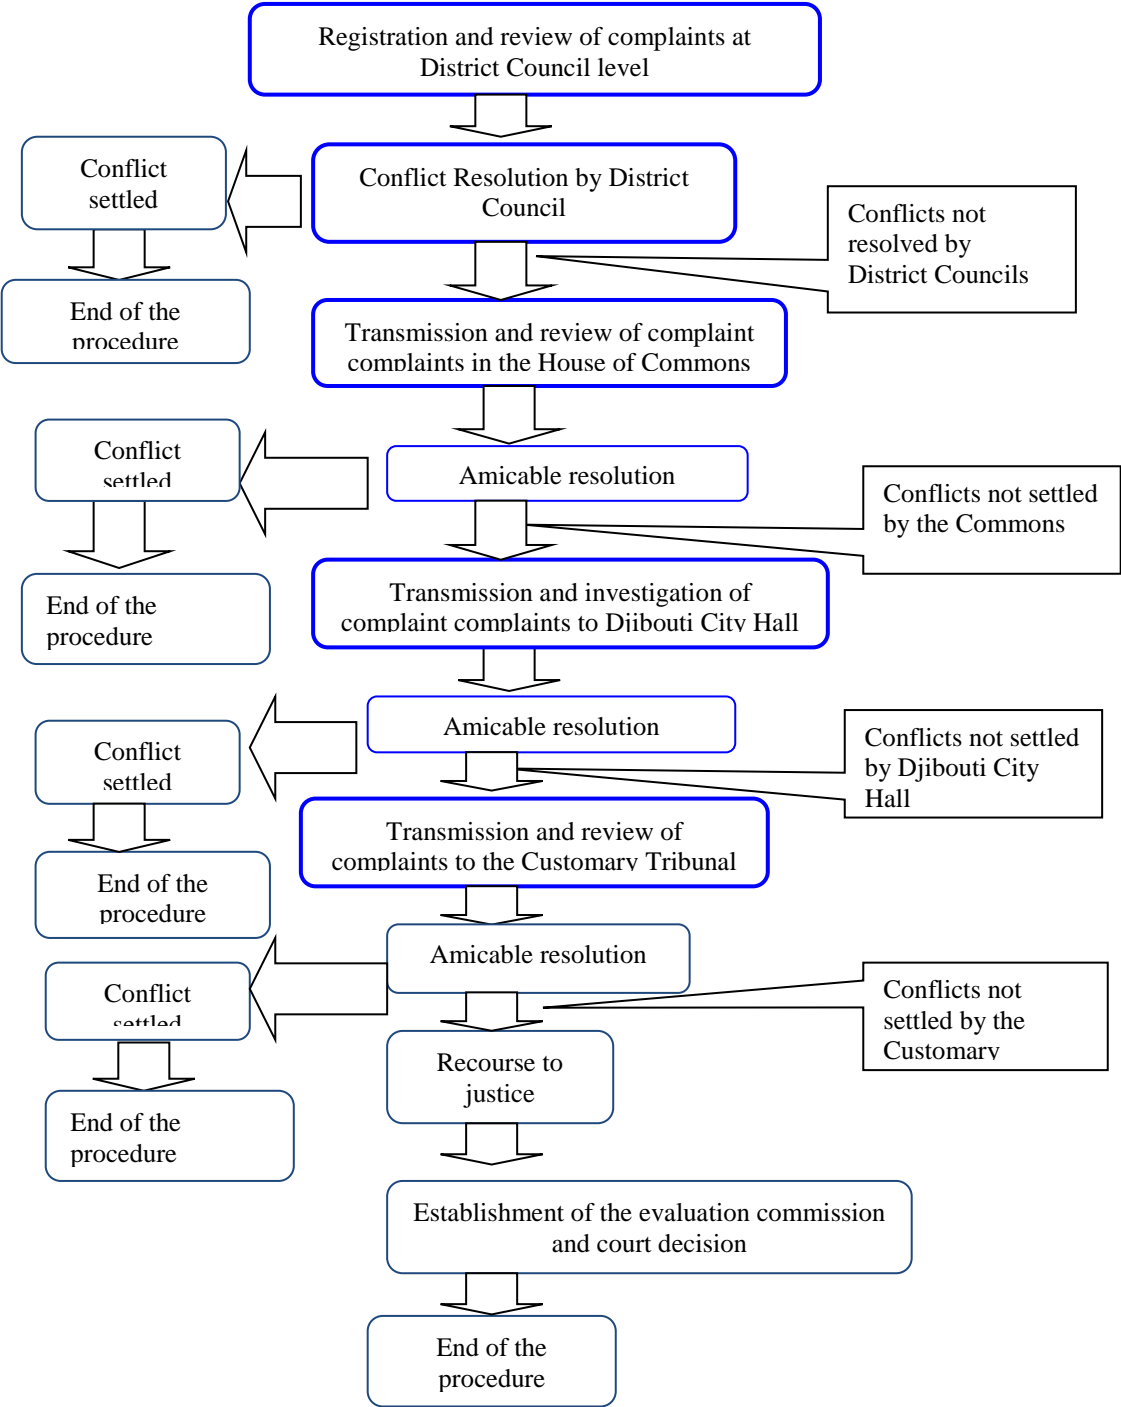 Registration and review of complaints at
District Council level
Conflict
settled
Conflict Resolution by District
Council
Conflicts not
resolved by
District Councils
End of the
procedure
Transmission and review of complaint
complaints in the House of Commons
Conflict
settled
Amicable resolution
Conflicts not settled
by the Commons
End of the
procedure
Transmission and investigation of
complaint complaints to Djibouti City Hall
Conflict
settled
Amicable resolution
Conflicts not settled
by Djibouti City
Hall
End of the
procedure
Transmission and review of
complaints to the Customary Tribunal
Conflict
settled
Amicable resolution
Conflicts not
settled by the
Customary
End of the
procedure
Recourse to
justice
Establishment of the evaluation commission
and court decision
End of the
procedure